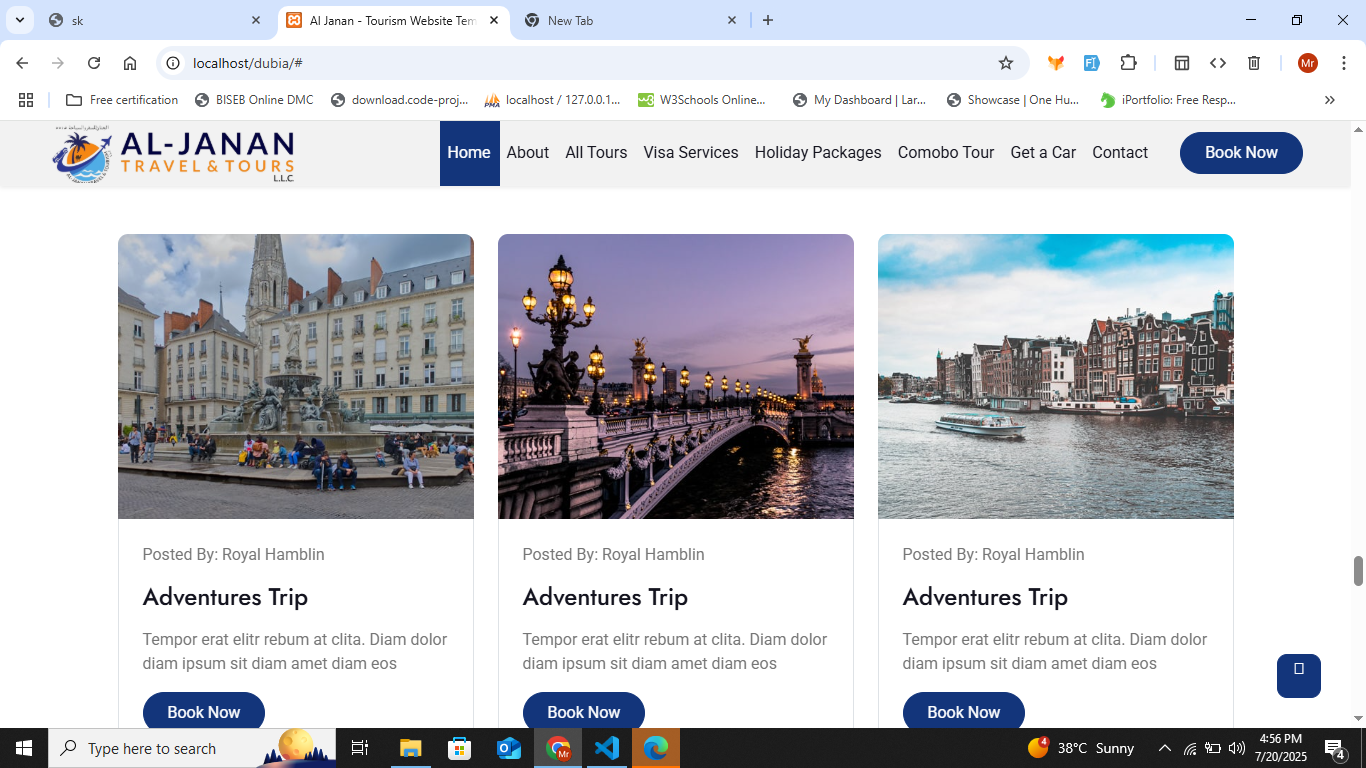 sk
Al Janan - Tourism Website Tem
New Tab
localhost/dubia/#
Mr
Free certification
BISEB Online DMC
download.code-proj...
localhost / 127.0.0.1...
W3Schools Online...
My Dashboard | Lar...
Showcase | One Hu...
iPortfolio: Free Resp...
AL-JANAN
TRAVEL & TOURS
L.L.C.
Home
About
All Tours
Visa Services
Holiday Packages
Comobo Tour
Get a Car
Contact
Book Now
Posted By: Royal Hamblin
Adventures Trip
Tempor erat elitr rebum at clita. Diam dolor
diam ipsum sit diam amet diam eos
Book Now
Posted By: Royal Hamblin
Adventures Trip
Tempor erat elitr rebum at clita. Diam dolor
diam ipsum sit diam amet diam eos
Book Now
Posted By: Royal Hamblin
Adventures Trip
Tempor erat elitr rebum at clita. Diam dolor
diam ipsum sit diam amet diam eos
Book Now
Type here to search
Mr
4
38°C Sunny
4:56 PM
7/20/2025
4